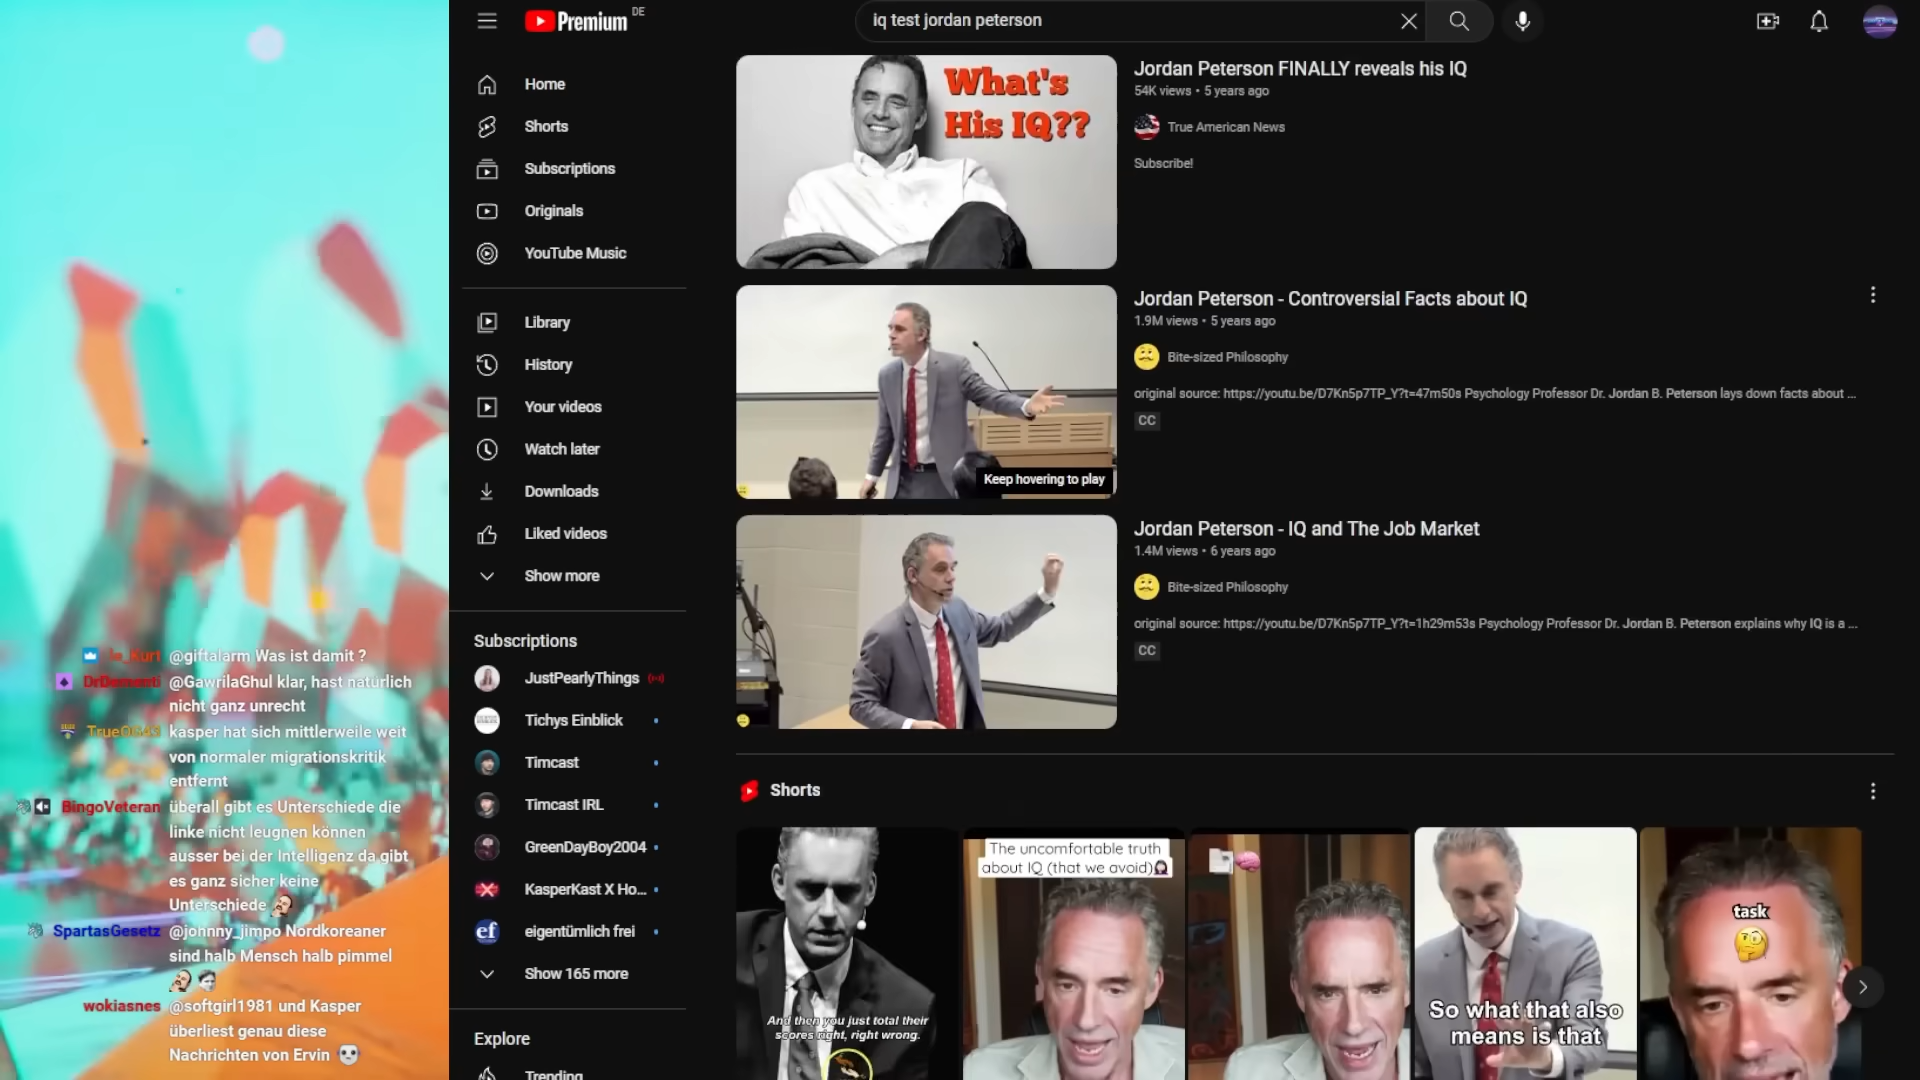 Premium DE
iq test jordan peterson
Home
Shorts
Subscriptions
Originals
YouTube Music
Library
History
Your videos
Watch later
Downloads
Liked videos
Show more
Subscriptions
JustPearlyThings
Tichys Einblick
Timcast
Timcast IRL
GreenDayBoy2004
KasperKast X Ho...
ef eigentümlich frei
Show 165 more
Explore
Trending
What's
His IQ??
Jordan Peterson FINALLY reveals his IQ
54K views • 5 years ago
True American News
Subscribe!
Keep hovering to play
Jordan Peterson - Controversial Facts about IQ
1.9M views • 5 years ago
Bite-sized Philosophy
original source: https://youtu.be/D7Kn5p7TP_Y?t=47m50s Psychology Professor Dr. Jordan B. Peterson lays down facts about ...
CC
Jordan Peterson - IQ and The Job Market
1.4M views • 6 years ago
Bite-sized Philosophy
original source: https://youtu.be/D7Kn5p7TP_Y?t=1h29m53s Psychology Professor Dr. Jordan B. Peterson explains why IQ is a ...
CC
Shorts
And then you just total their
scores right, right wrong.
The uncomfortable truth
about IQ (that we avoid)
So what that also
means is that
task
@giftalarm Was ist damit ?
@GawrilaGhul klar, hast natürlich
nicht ganz unrecht
kasper hat sich mittlerweile weit
von normaler migrationskritik
entfernt
BingoVeteran überall gibt es Unterschiede die
linke nicht leugnen können
ausser bei der Intelligenz da gibt
es ganz sicher keine
Unterschiede
SpartasGesetz @johnny_jimpo Nordkoreaner
sind halb Mensch halb pimmel
wokiasnes @softgirl1981 und Kasper
überliest genau diese
Nachrichten von Ervin